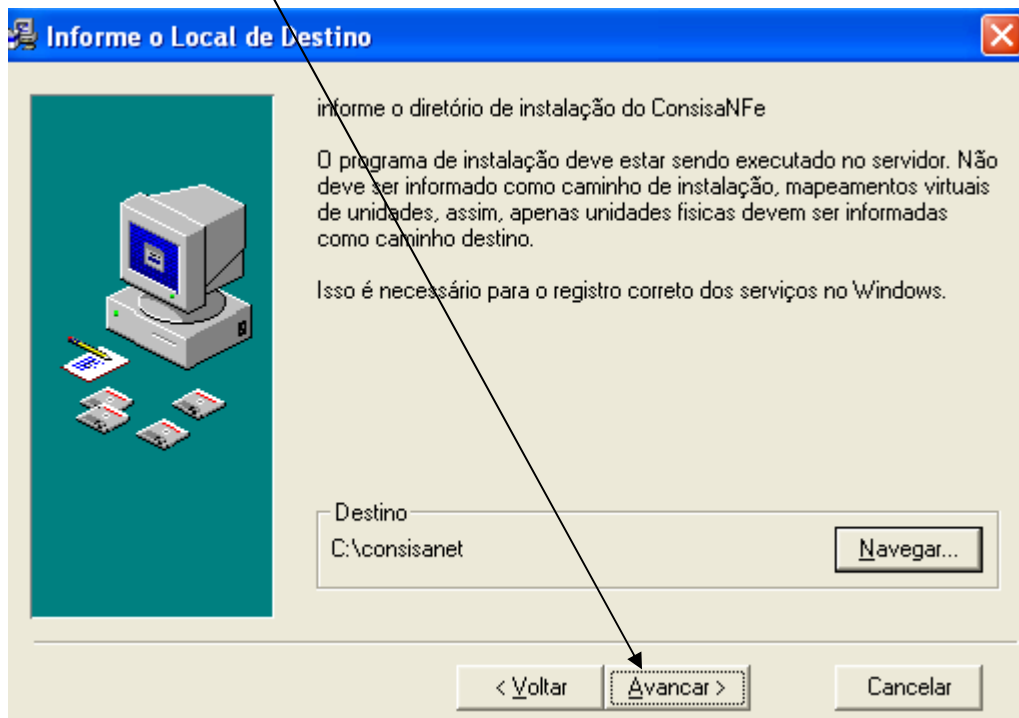 Informe o Local de Destino
informe o diretório de instalação do ConsisaNFe
O programa de instalação deve estar sendo executado no servidor. Não
deve ser informado como caminho de instalação, mapeamentos virtuais
de unidades, assim, apenas unidades fisicas devem ser informadas
como caminho destino.
Isso é necessário para o registro correto dos serviços no Windows.
Destino
C:\consisanet
Navegar...
< Voltar
Avancar >
Cancelar